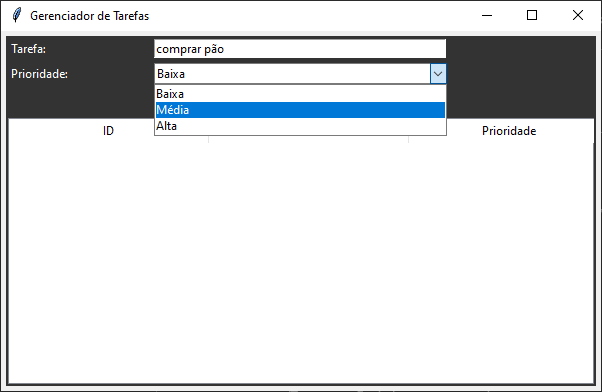 Gerenciador de Tarefas
Tarefa: comprar pão
Prioridade: Baixa
Baixa
Média
Alta
ID Prioridade